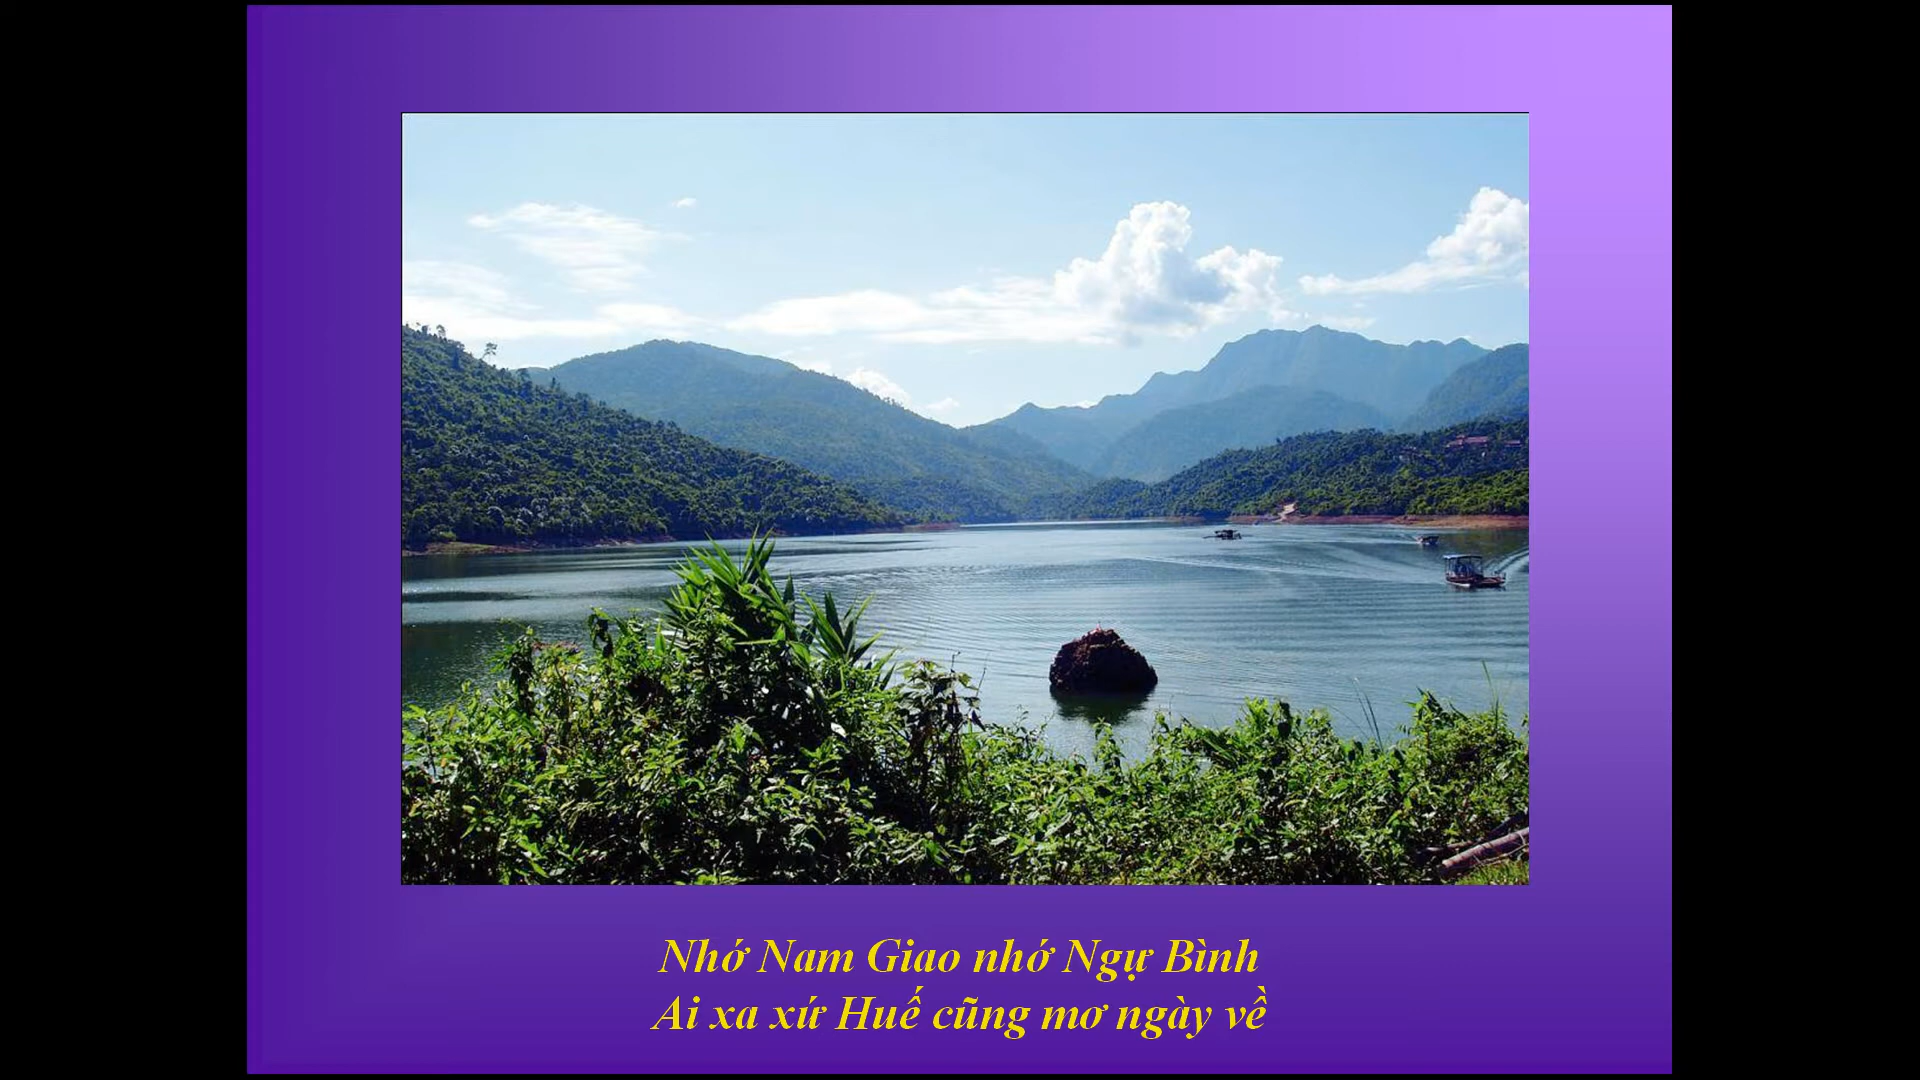 Nhớ Nam Giao nhớ Ngự Bình
Ai xa xứ Huế cũng mơ ngày về